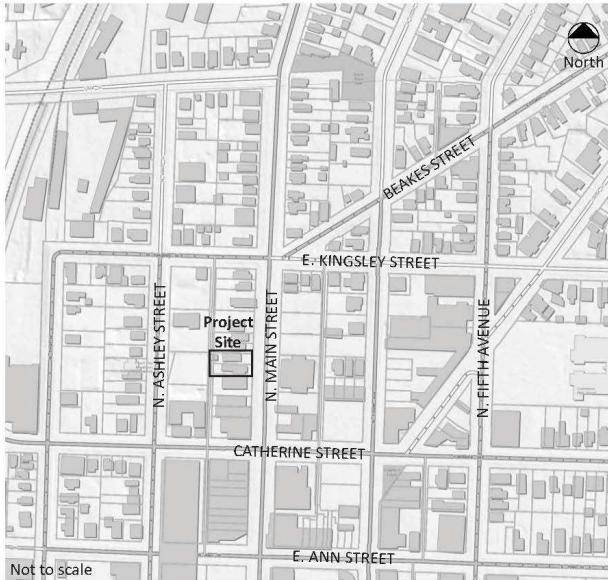 North
BEAKES STREET
E. KINGSLEY STREET
N. ASHLEY STREET
Project
Site
N. MAIN STREET
N. FIFTH AVENUE
CATHERINE STREET
E. ANN STREET
Not to scale